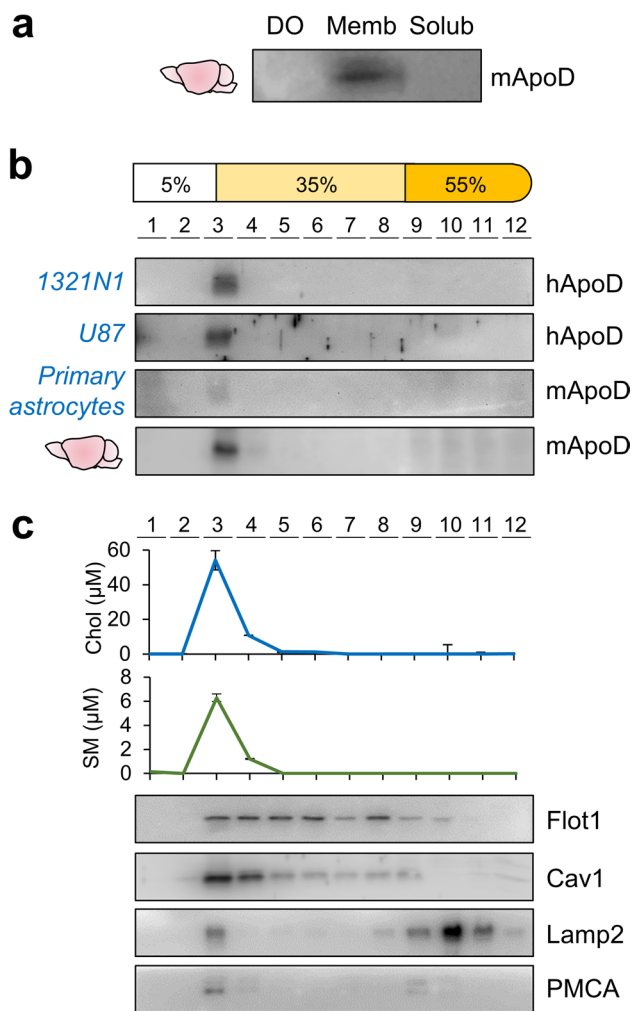 a
DO Memb Solub
mApoD
b
5% 35% 55%
1 2 3 4 5 6 7 8 9 10 11 12
1321N1 hApoD
U87 hApoD
Primary
astrocytes mApoD
mApoD
c
1 2 3 4 5 6 7 8 9 10 11 12
Chol (µM)
60
40
20
0
SM (µM)
8
6
4
2
0
Flot1
Cav1
Lamp2
PMCA